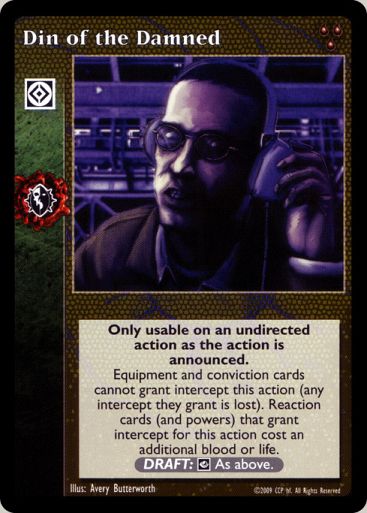 Din of the Damned
Only usable on an undirected
action as the action is
announced.
Equipment and conviction cards
cannot grant intercept this action (any
intercept they grant is lost). Reaction
cards (and powers) that grant
intercept for this action cost an
additional blood or life.
DRAFT: As above.
Illus: Avery Butterworth ©2009 CCP hf. All Rights Reserved